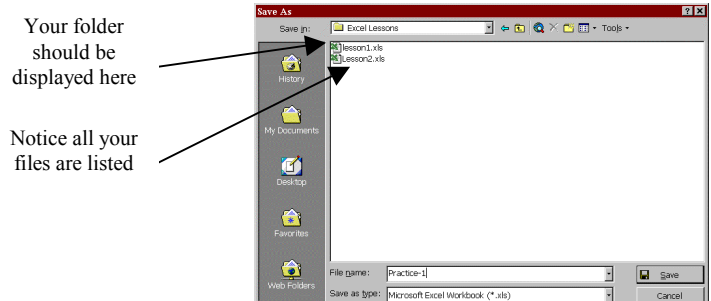 Your folder
should be
displayed here
Notice all your
files are listed
Save As
Save in:
Excel Lessons
Tools
lesson1.xls
Lesson2.xls
History
My Documents
Desktop
Favorites
Web Folders
File name:
Practice-1
Save
Save as type:
Microsoft Excel Workbook (*.xls)
Cancel